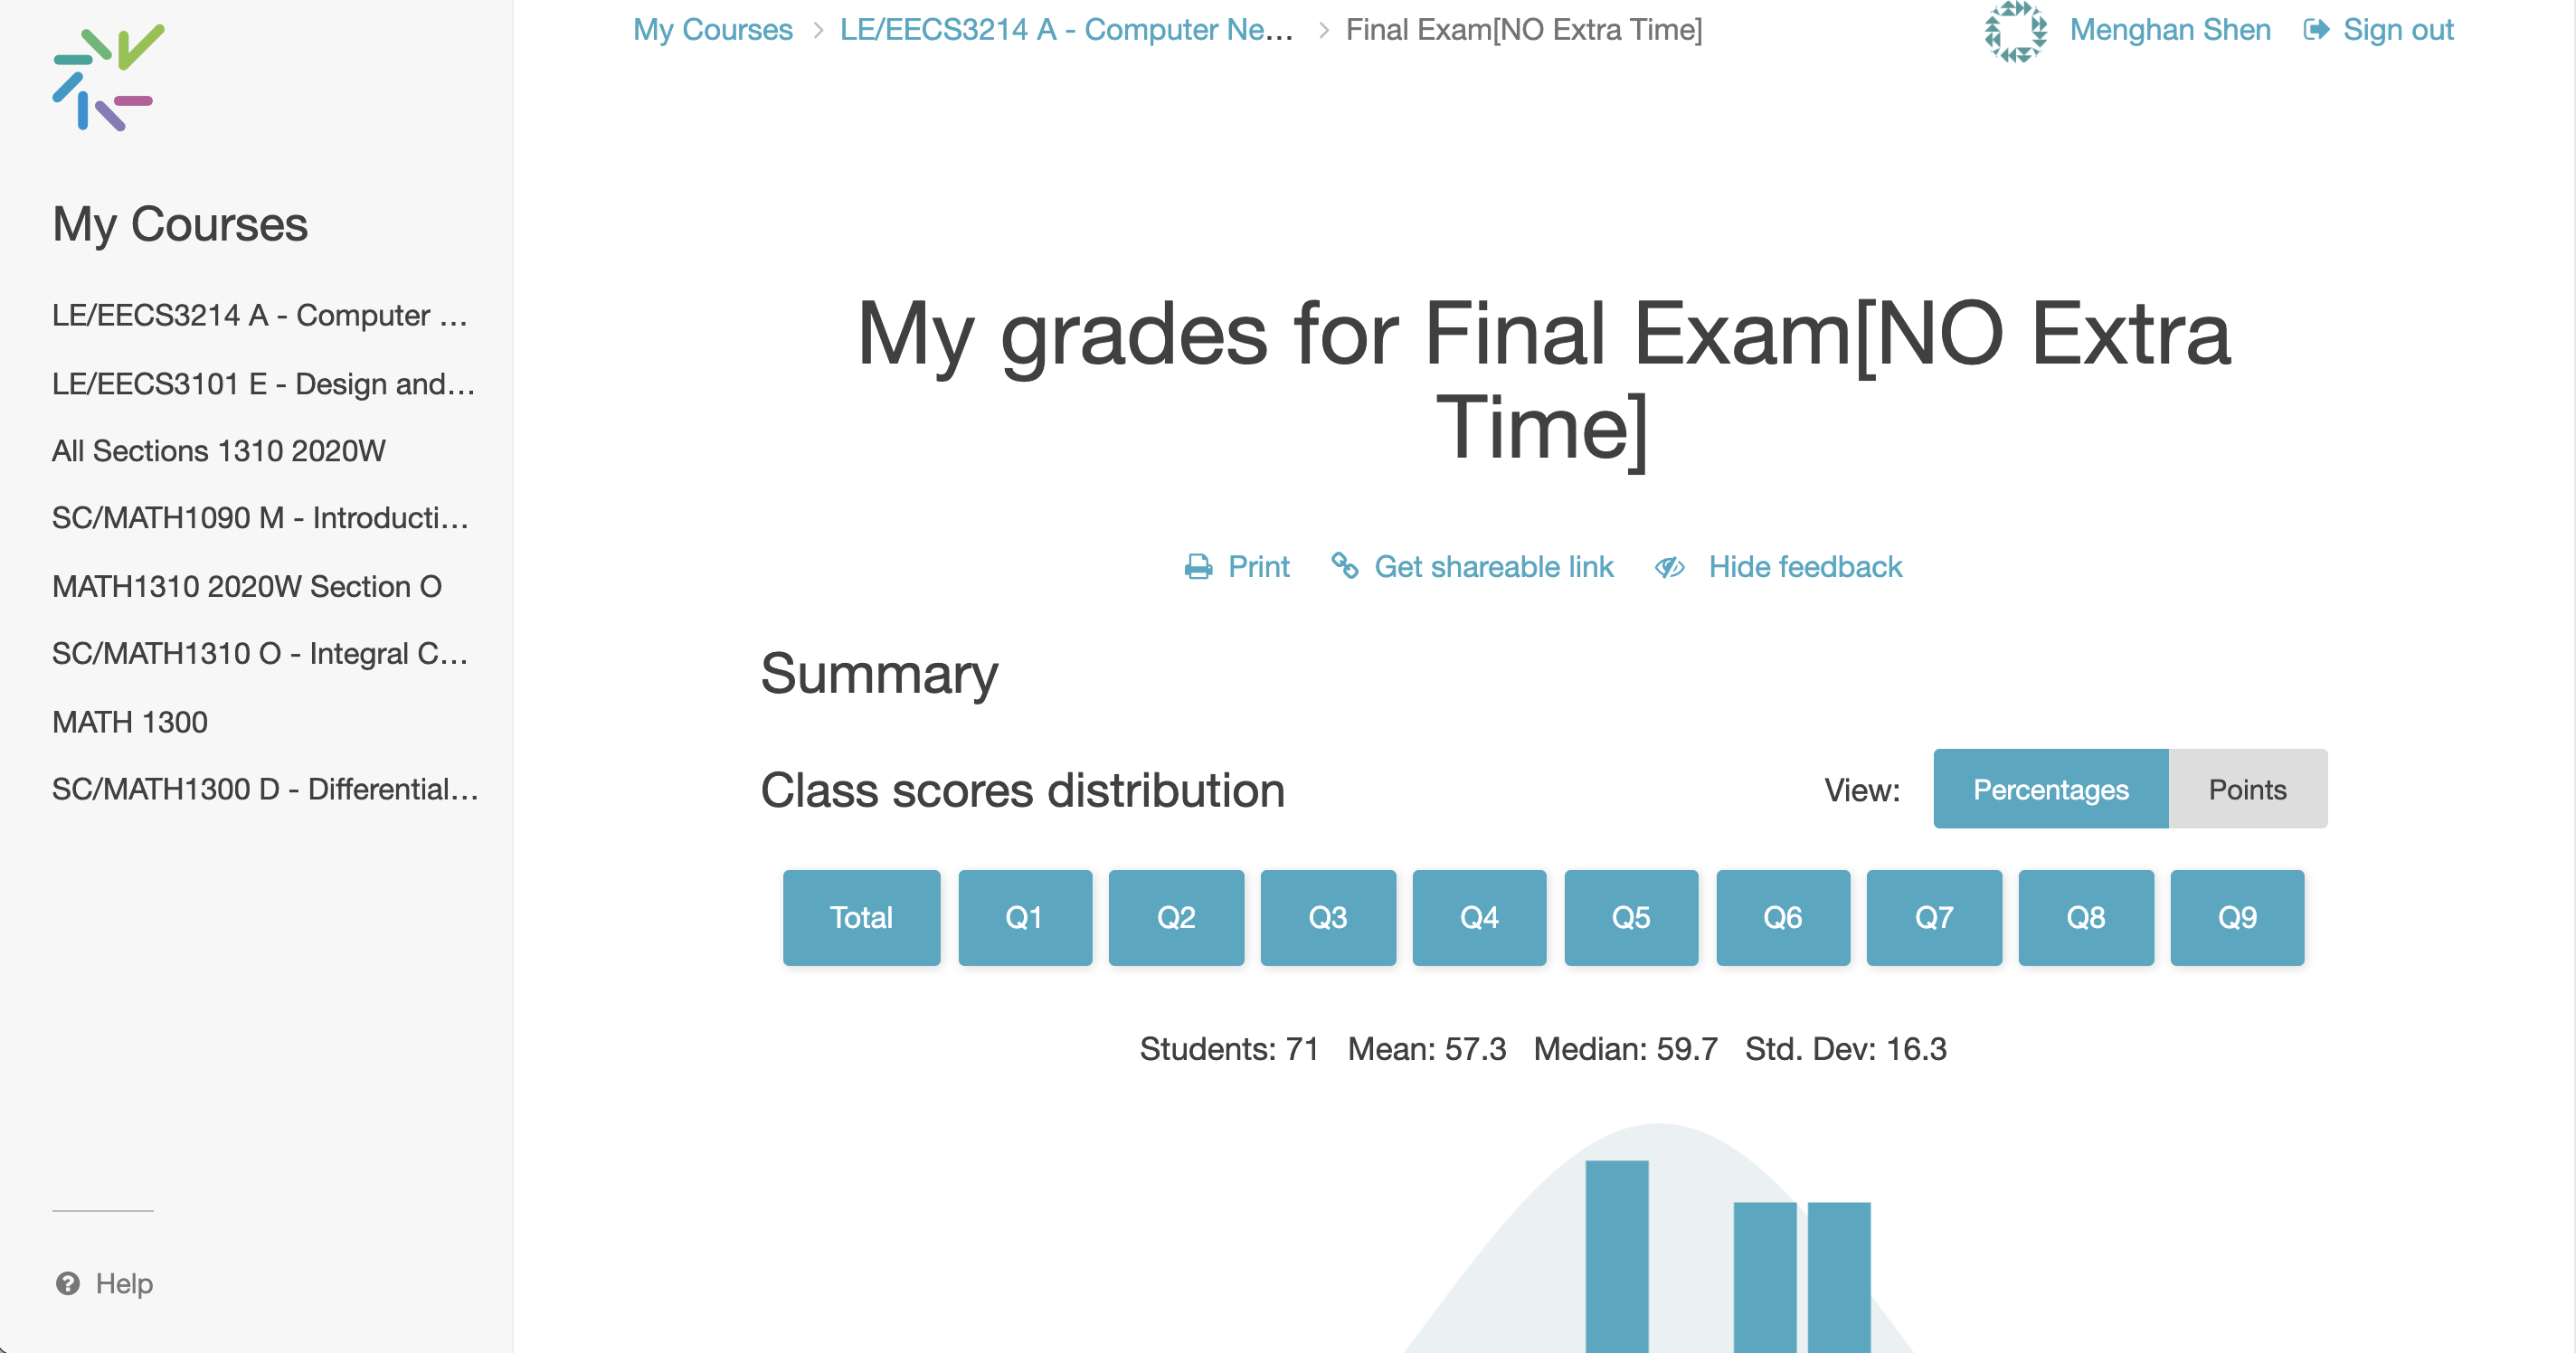 My Courses
LE/EECS3214 A - Computer ...
LE/EECS3101 E - Design and...
All Sections 1310 2020W
SC/MATH1090 M - Introducti...
MATH1310 2020W Section O
SC/MATH1310 O - Integral C...
MATH 1300
SC/MATH1300 D - Differential...
Help
My Courses > LE/EECS3214 A - Computer Ne... > Final Exam[NO Extra Time]
Menghan Shen Sign out
My grades for Final Exam[NO Extra
Time]
Print Get shareable link Hide feedback
Summary
Class scores distribution View: Percentages Points
Total Q1 Q2 Q3 Q4 Q5 Q6 Q7 Q8 Q9
Students: 71 Mean: 57.3 Median: 59.7 Std. Dev: 16.3